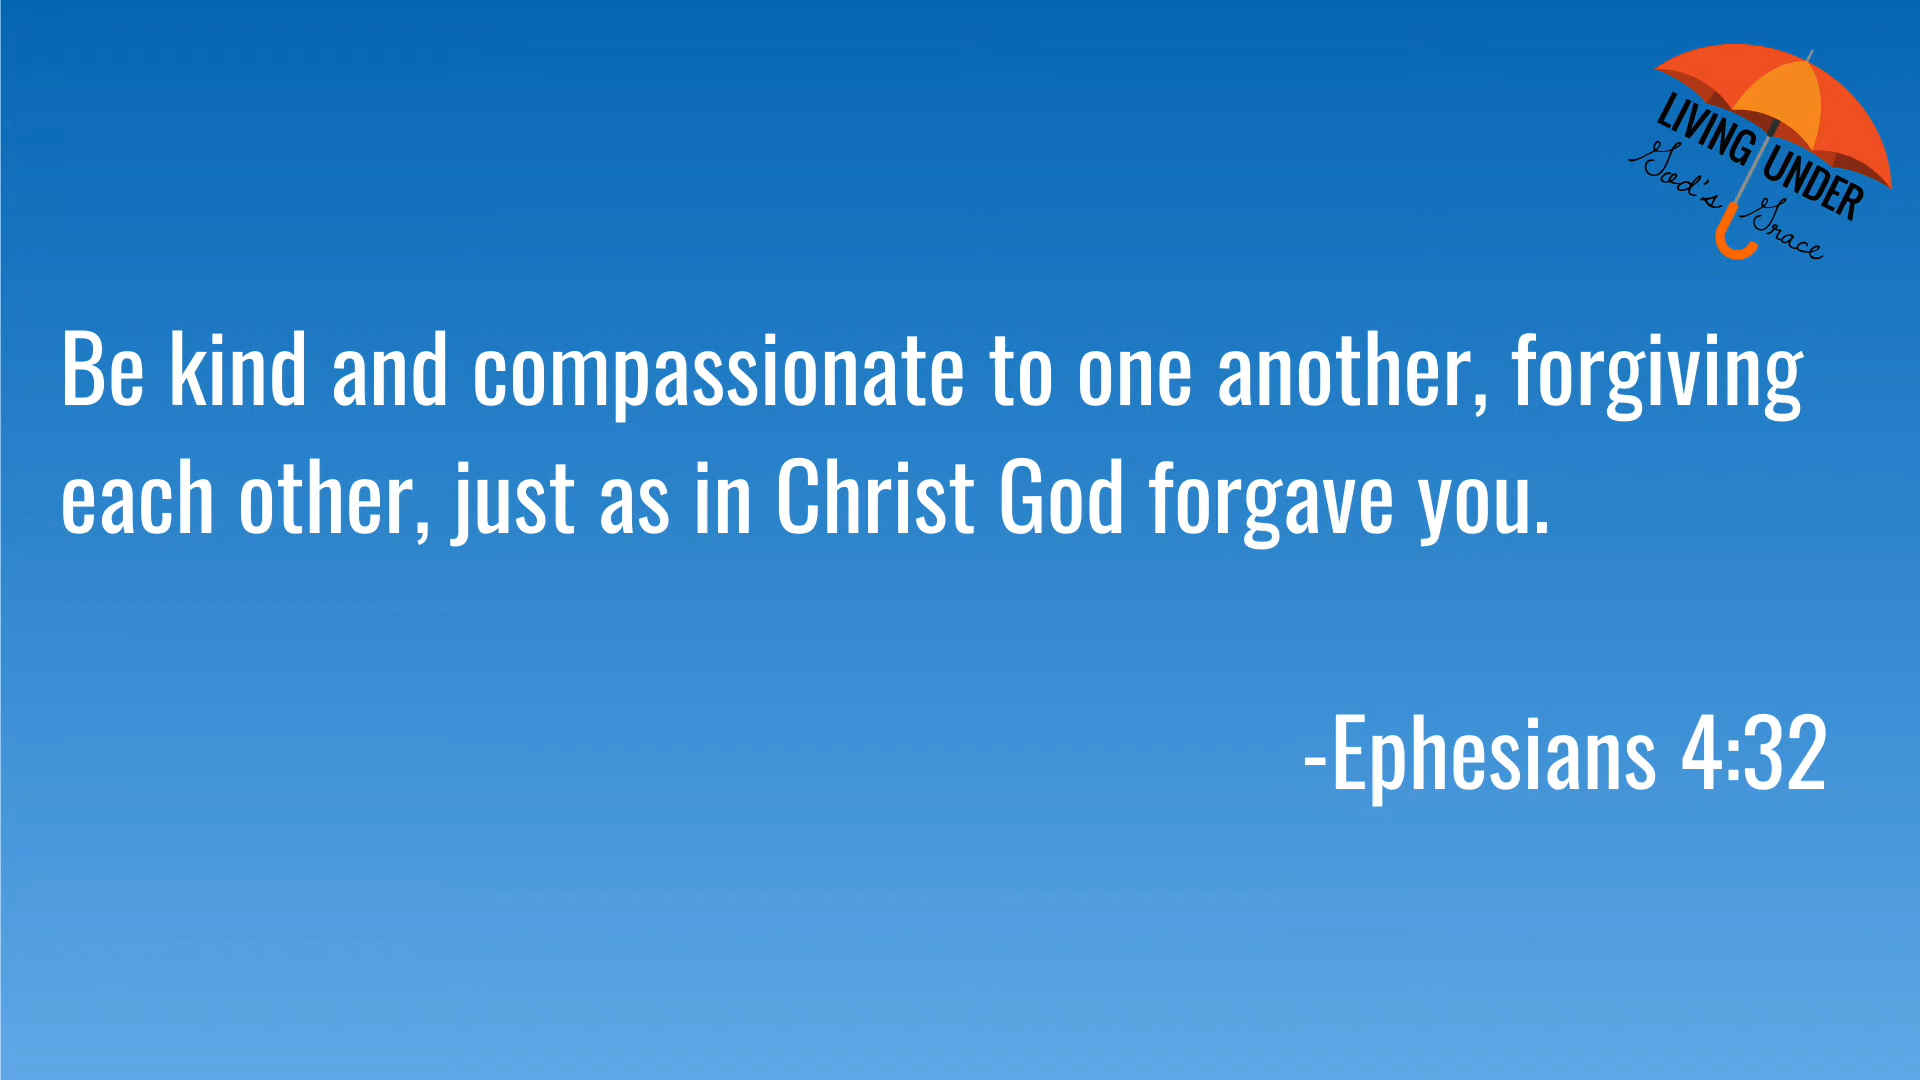 LIVING UNDER
God's Grace
Be kind and compassionate to one another, forgiving
each other, just as in Christ God forgave you.
-Ephesians 4:32